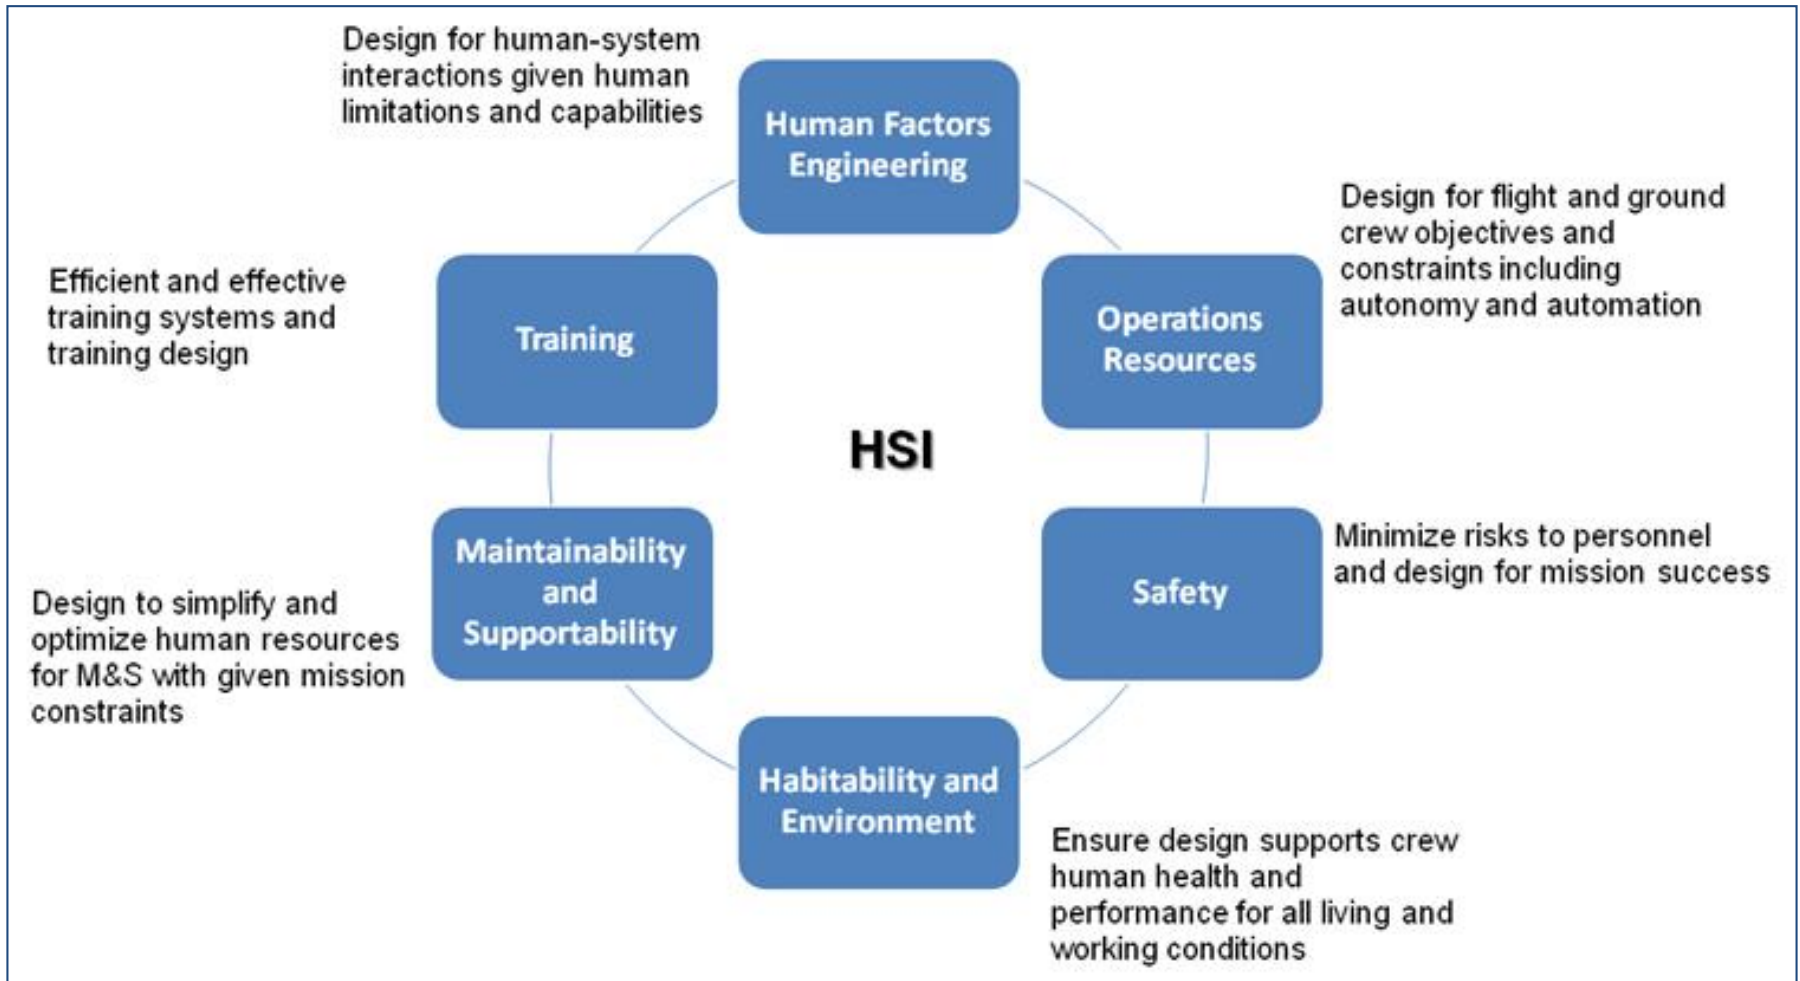 Design for human-system
interactions given human
limitations and capabilities
Human Factors
Engineering
Design for flight and ground
crew objectives and
constraints including
autonomy and automation
Operations
Resources
Efficient and effective
training systems and
training design
Training
HSI
Maintainability
and
Supportability
Design to simplify and
optimize human resources
for M&S with given mission
constraints
Safety
Minimize risks to personnel
and design for mission success
Habitability and
Environment
Ensure design supports crew
human health and
performance for all living and
working conditions